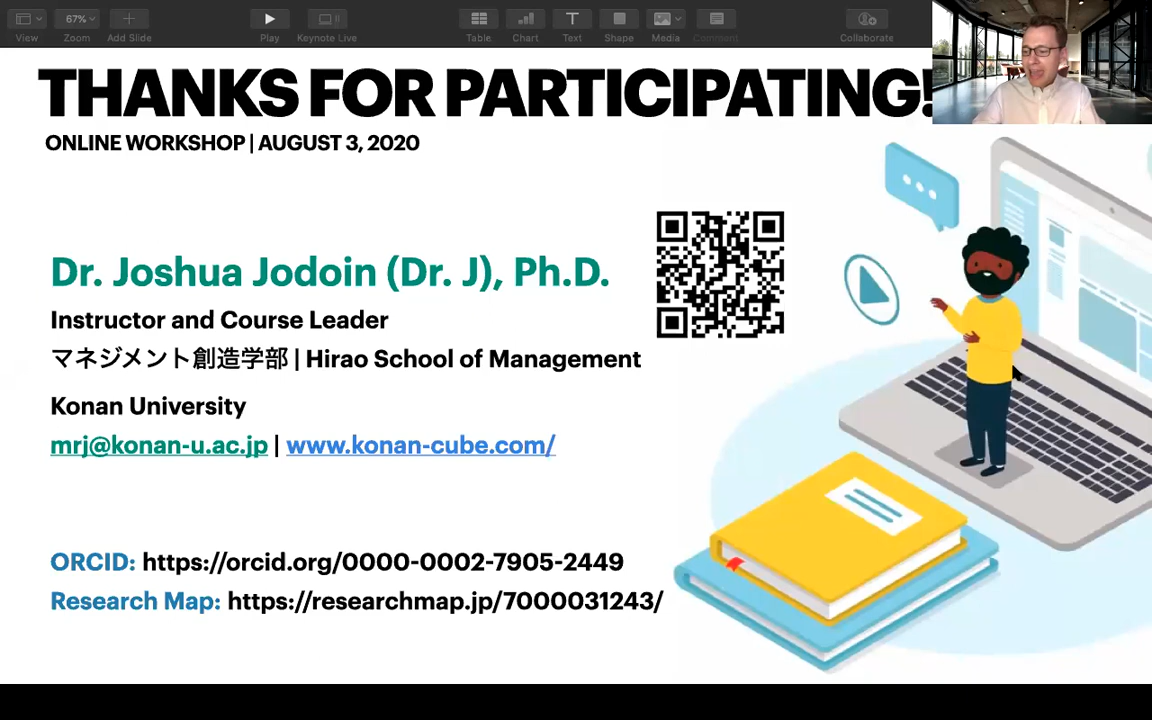 67%
View
Zoom
Add Slide
Play
Keynote Live
Table
Chart
Text
Shape
Media
Comment
Collaborate
THANKS FOR PARTICIPATING!
ONLINE WORKSHOP | AUGUST 3, 2020
Dr. Joshua Jodoin (Dr. J), Ph.D.
Instructor and Course Leader
マネジメント創造学部 | Hirao School of Management
Konan University
mrj@konan-u.ac.jp | www.konan-cube.com/
ORCID: https://orcid.org/0000-0002-7905-2449
Research Map: https://researchmap.jp/7000031243/